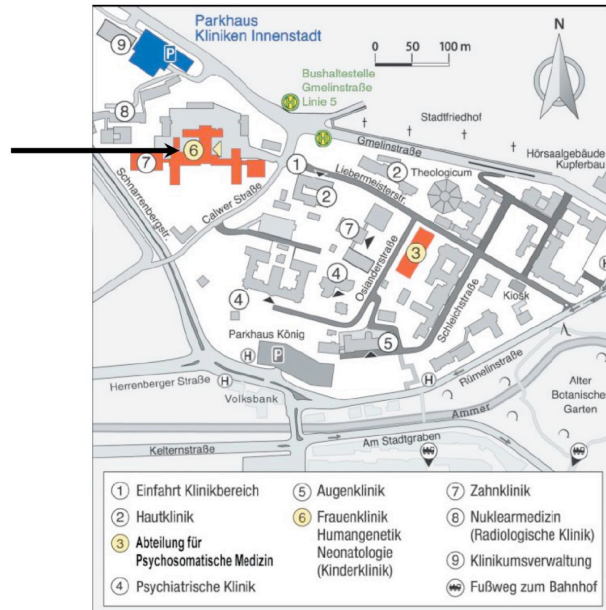 Parkhaus
Kliniken Innenstadt
9
P
N
0 50 100 m
Bushaltestelle
Gmelinstraße
Linie 5
H
H
8
Stadtfriedhof
Gmelinstraße
Hörsaalgebäude
Kupferbau
6
7
1
2
Theologicum
Liebermeisterstr.
2
Schnarrenbergstr.
Calwer Straße
7
3
H
Osianderstraße
4
4
Schleichstraße
Kiosk
Parkhaus König
H
P
5
H
Rümelinstraße
Herrenberger Straße
H
Volksbank
Alter
Botanischer
Garten
Ammer
Kelternstraße
Am Stadtgraben
1 Einfahrt Klinikbereich
2 Hautklinik
3 Abteilung für
Psychosomatische Medizin
4 Psychiatrische Klinik
5 Augenklinik
6 Frauenklinik
Humangenetik
Neonatologie
(Kinderklinik)
7 Zahnklinik
8 Nuklearmedizin
(Radiologische Klinik)
9 Klinikumsverwaltung
Fußweg zum Bahnhof